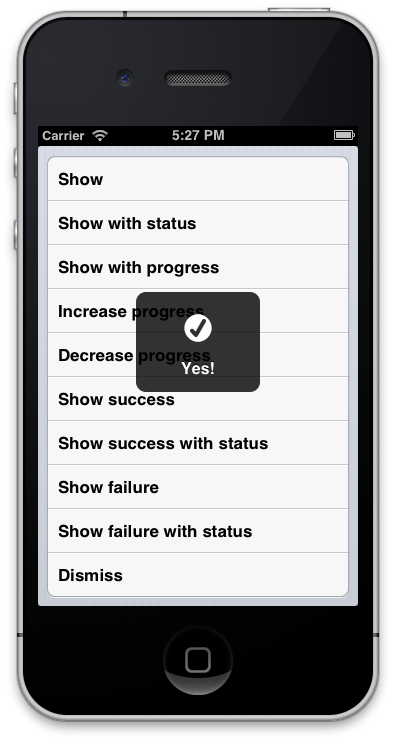 Carrier 5:27 PM
Show
Show with status
Show with progress
Increase progress
Decrease progress
Yes!
Show success
Show success with status
Show failure
Show failure with status
Dismiss